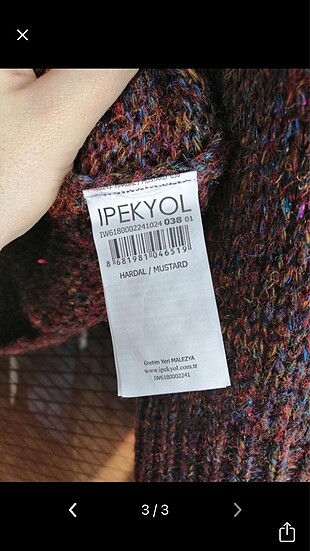 IPEKYOL
IW6180002241024 038 01
8 681981 046519
HARDAL / MUSTARD
Üretim Yeri MALEZYA
www.ipekyol.com.tr
IW6180002241
3 / 3